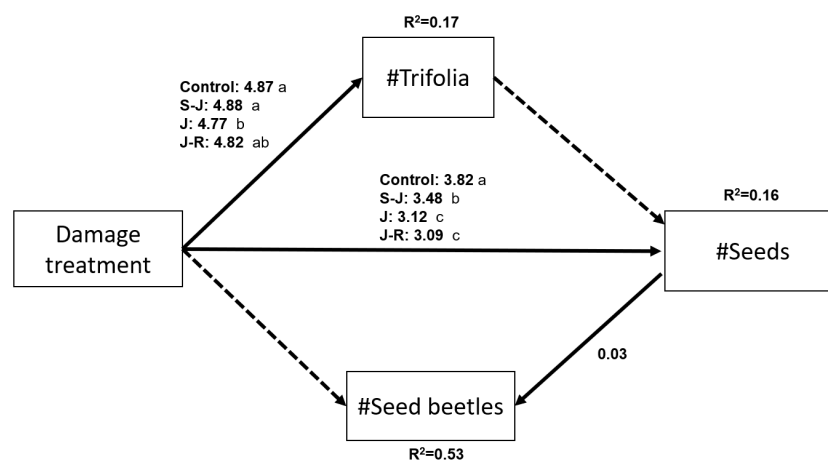 R²=0.17
#Trifolia
Control: 4.87 a
S-J: 4.88 a
J: 4.77 b
J-R: 4.82 ab
Control: 3.82 a
S-J: 3.48 b
J: 3.12 c
J-R: 3.09 c
R²=0.16
Damage
treatment
#Seeds
0.03
#Seed beetles
R²=0.53